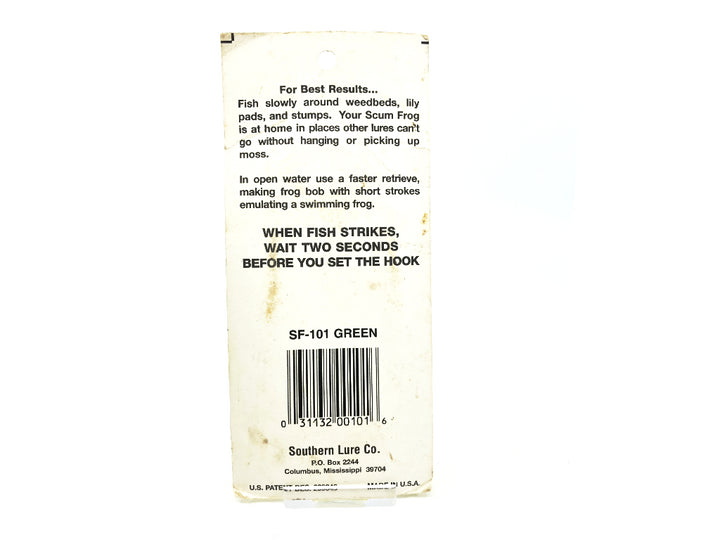 For Best Results...
Fish slowly around weedbeds, lily
pads, and stumps. Your Scum Frog
is at home in places other lures can't
go without hanging or picking up
moss.
In open water use a faster retrieve,
making frog bob with short strokes
emulating a swimming frog.
WHEN FISH STRIKES,
WAIT TWO SECONDS
BEFORE YOU SET THE HOOK
SF-101 GREEN
0 31132 00101 6
Southern Lure Co.
P.O. Box 2244
Columbus, Mississippi 39704
U.S. PATENT DES. MADE IN U.S.A.